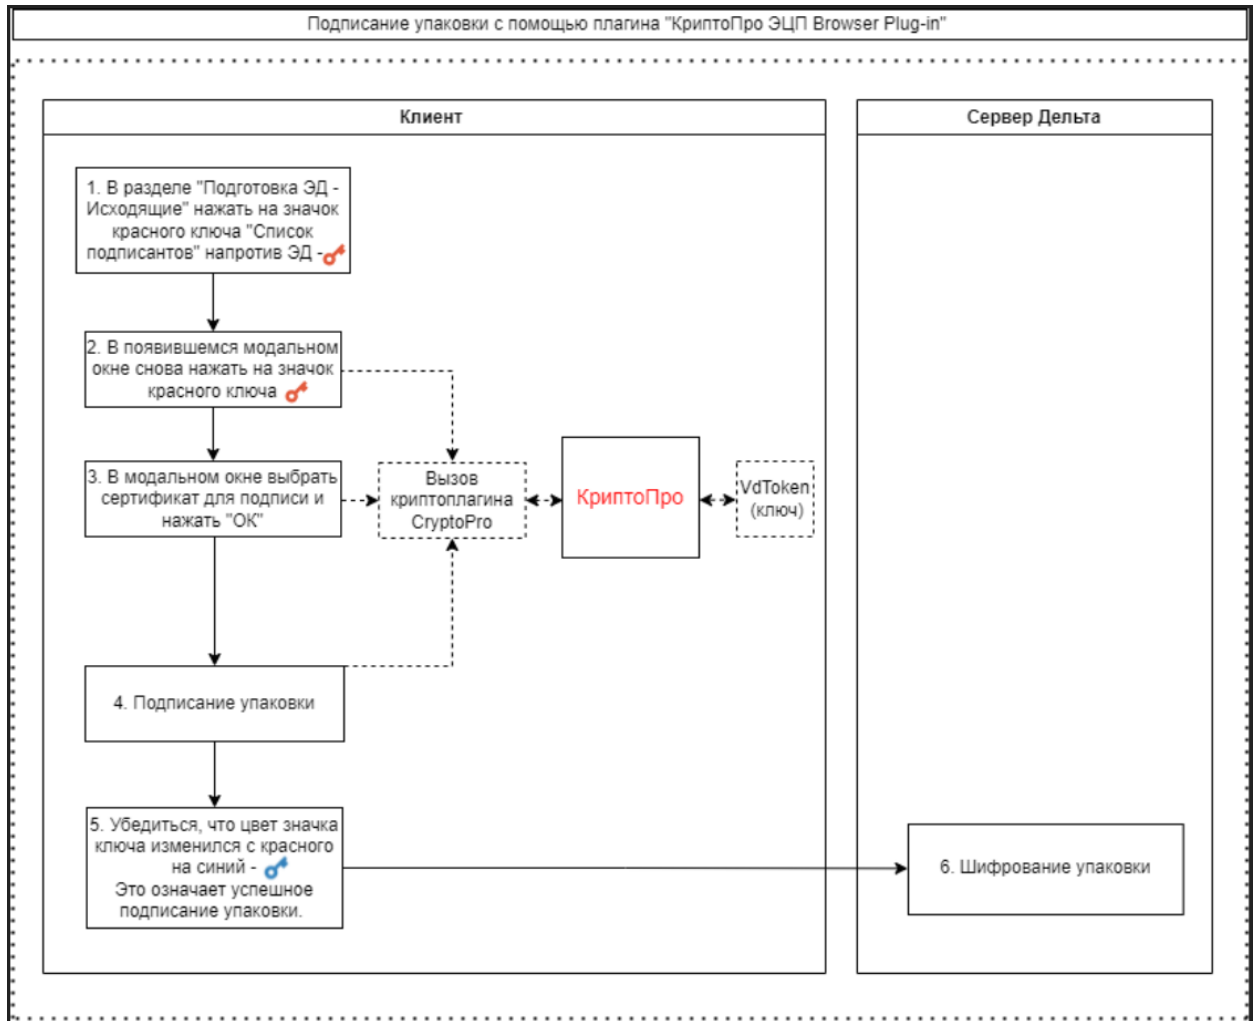 Подписание упаковки с помощью плагина "КриптоПро ЭЦП Browser Plug-in"
Клиент
Сервер Дельта
1. В разделе "Подготовка ЭД -
Исходящие" нажать на значок
красного ключа "Список
подписантов" напротив ЭД -
2. В появившемся модальном
окне снова нажать на значок
красного ключа
3. В модальном окне выбрать
сертификат для подписи и
нажать "ОК"
Вызов
криптоплагина
CryptoPro
КриптоПро
VdToken
(ключ)
4. Подписание упаковки
5. Убедиться, что цвет значка
ключа изменился с красного
на синий -
Это означает успешное
подписание упаковки.
6. Шифрование упаковки